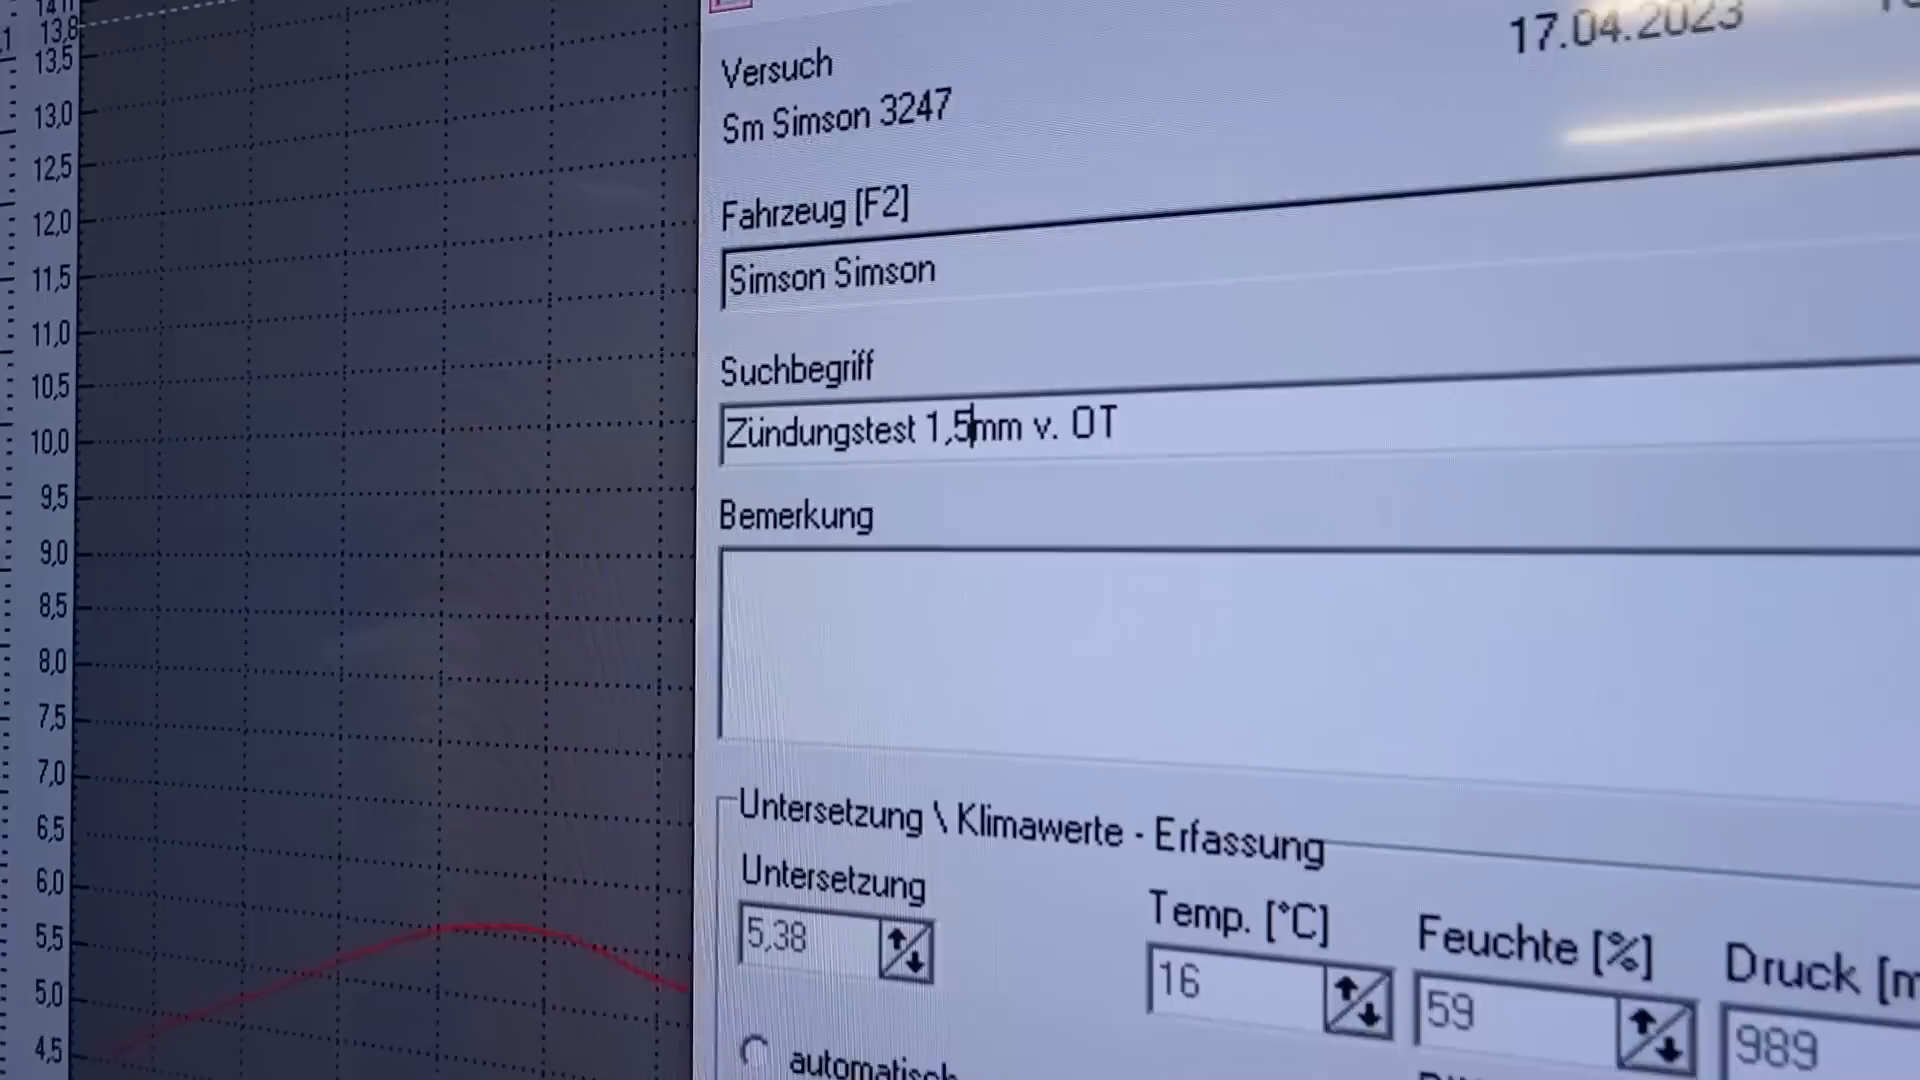 17.04.2023
Versuch
Sm Simson 3247
Fahrzeug [F2]
Simson Simson
Suchbegriff
Zündungstest 1,5mm v. OT
Bemerkung
Untersetzung \ Klimawerte - Erfassung
Untersetzung
5,38
Temp. [°C]
16
Feuchte [%]
59
Druck [m
989
automatisch
13,8
13,5
13,0
12,5
12,0
11,5
11,0
10,5
10,0
9,5
9,0
8,5
8,0
7,5
7,0
6,5
6,0
5,5
5,0
4,5